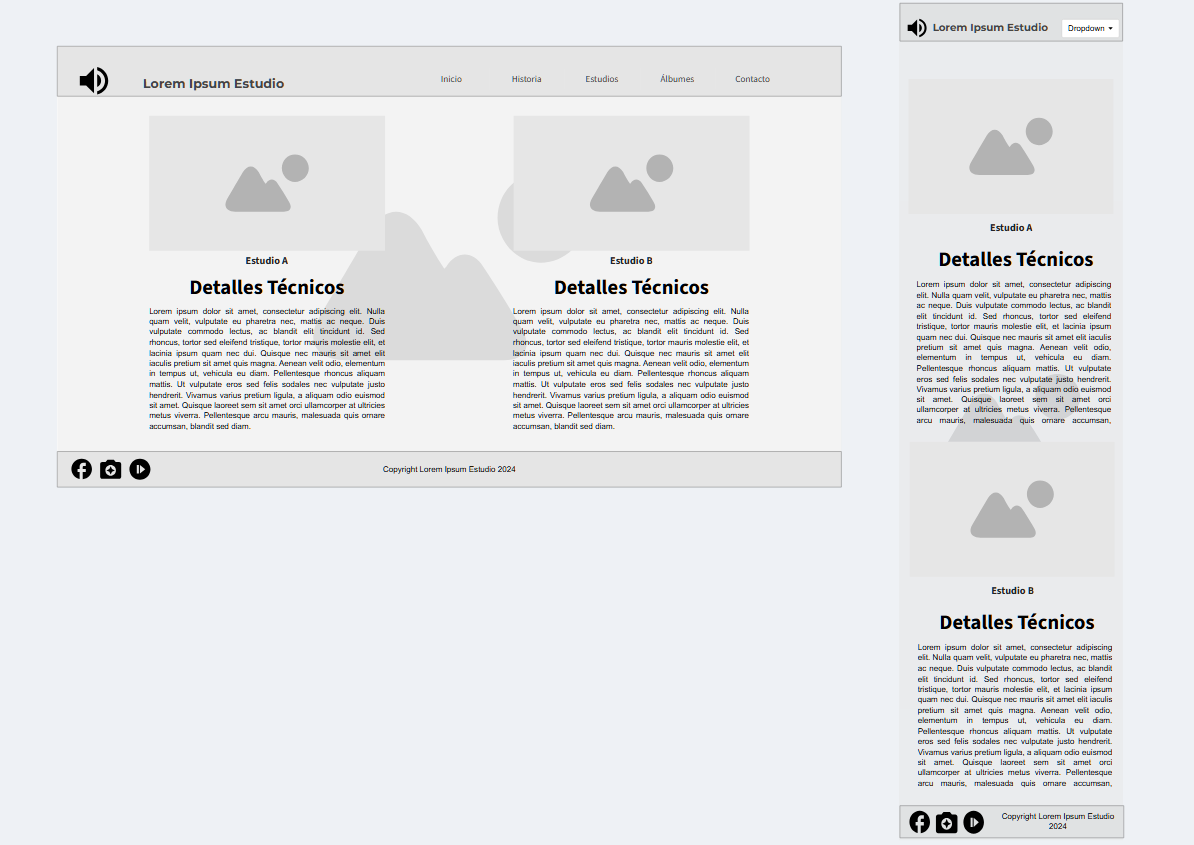 Lorem Ipsum Estudio
Inicio
Historia
Estudios
Álbumes
Contacto
Estudio A
Detalles Técnicos
Lorem ipsum dolor sit amet, consectetur adipiscing elit. Nulla
quam velit, vulputate eu pharetra nec, mattis ac neque. Duis
vulputate commodo lectus, ac blandit elit tincidunt id. Sed
rhoncus, tortor sed eleifend tristique, tortor mauris molestie elit, et
lacinia ipsum quam nec dui. Quisque nec mauris sit amet elit
iaculis pretium sit amet quis magna. Aenean velit odio, elementum
in tempus ut, vehicula eu diam. Pellentesque rhoncus aliquam
mattis. Ut vulputate eros sed felis sodales nec vulputate justo
hendrerit. Vivamus varius pretium ligula, a aliquam odio euismod
sit amet. Quisque laoreet sem sit amet orci ullamcorper at ultricies
metus viverra. Pellentesque arcu mauris, malesuada quis ornare
accumsan, blandit sed diam.
Estudio B
Detalles Técnicos
Lorem ipsum dolor sit amet, consectetur adipiscing elit. Nulla
quam velit, vulputate eu pharetra nec, mattis ac neque. Duis
vulputate commodo lectus, ac blandit elit tincidunt id. Sed
rhoncus, tortor sed eleifend tristique, tortor mauris molestie elit, et
lacinia ipsum quam nec dui. Quisque nec mauris sit amet elit
iaculis pretium sit amet quis magna. Aenean velit odio, elementum
in tempus ut, vehicula eu diam. Pellentesque rhoncus aliquam
mattis. Ut vulputate eros sed felis sodales nec vulputate justo
hendrerit. Vivamus varius pretium ligula, a aliquam odio euismod
sit amet. Quisque laoreet sem sit amet orci ullamcorper at ultricies
metus viverra. Pellentesque arcu mauris, malesuada quis ornare
accumsan, blandit sed diam.
Copyright Lorem Ipsum Estudio 2024
Lorem Ipsum Estudio
Dropdown
Estudio A
Detalles Técnicos
Lorem ipsum dolor sit amet, consectetur adipiscing
elit. Nulla quam velit, vulputate eu pharetra nec, mattis
ac neque. Duis vulputate commodo lectus, ac blandit
elit tincidunt id. Sed rhoncus, tortor sed eleifend
tristique, tortor mauris molestie elit, et lacinia ipsum
quam nec dui. Quisque nec mauris sit amet elit iaculis
pretium sit amet quis magna. Aenean velit odio,
elementum in tempus ut, vehicula eu diam.
Pellentesque rhoncus aliquam mattis. Ut vulputate
eros sed felis sodales nec vulputate justo hendrerit.
Vivamus varius pretium ligula, a aliquam odio euismod
sit amet. Quisque laoreet sem sit amet orci
ullamcorper at ultricies metus viverra. Pellentesque
arcu mauris, malesuada quis ornare accumsan,
Estudio B
Detalles Técnicos
Lorem ipsum dolor sit amet, consectetur adipiscing
elit. Nulla quam velit, vulputate eu pharetra nec, mattis
ac neque. Duis vulputate commodo lectus, ac blandit
elit tincidunt id. Sed rhoncus, tortor sed eleifend
tristique, tortor mauris molestie elit, et lacinia ipsum
quam nec dui. Quisque nec mauris sit amet elit iaculis
pretium sit amet quis magna. Aenean velit odio,
elementum in tempus ut, vehicula eu diam.
Pellentesque rhoncus aliquam mattis. Ut vulputate
eros sed felis sodales nec vulputate justo hendrerit.
Vivamus varius pretium ligula, a aliquam odio euismod
sit amet. Quisque laoreet sem sit amet orci
ullamcorper at ultricies metus viverra. Pellentesque
arcu mauris, malesuada quis ornare accumsan,
Copyright Lorem Ipsum Estudio
2024